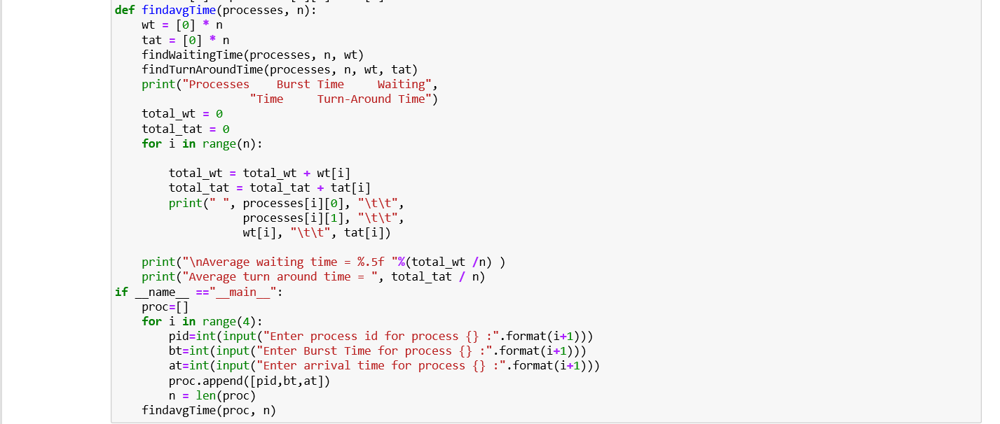 def findavgTime(processes, n):
    wt = [0] * n
    tat = [0] * n
    findWaitingTime(processes, n, wt)
    findTurnAroundTime(processes, n, wt, tat)
    print("Processes    Burst Time     Waiting",
                    "Time     Turn-Around Time")
    total_wt = 0
    total_tat = 0
    for i in range(n):
        total_wt = total_wt + wt[i]
        total_tat = total_tat + tat[i]
        print(" ", processes[i][0], "\t\t",
                   processes[i][1], "\t\t",
                   wt[i], "\t\t", tat[i])
    print("\nAverage waiting time = %.5f "%(total_wt /n) )
    print("Average turn around time = ", total_tat / n)
if __name__ =="__main__":
    proc=[]
    for i in range(4):
        pid=int(input("Enter process id for process {} :".format(i+1)))
        bt=int(input("Enter Burst Time for process {} :".format(i+1)))
        at=int(input("Enter arrival time for process {} :".format(i+1)))
        proc.append([pid,bt,at])
        n = len(proc)
    findavgTime(proc, n)